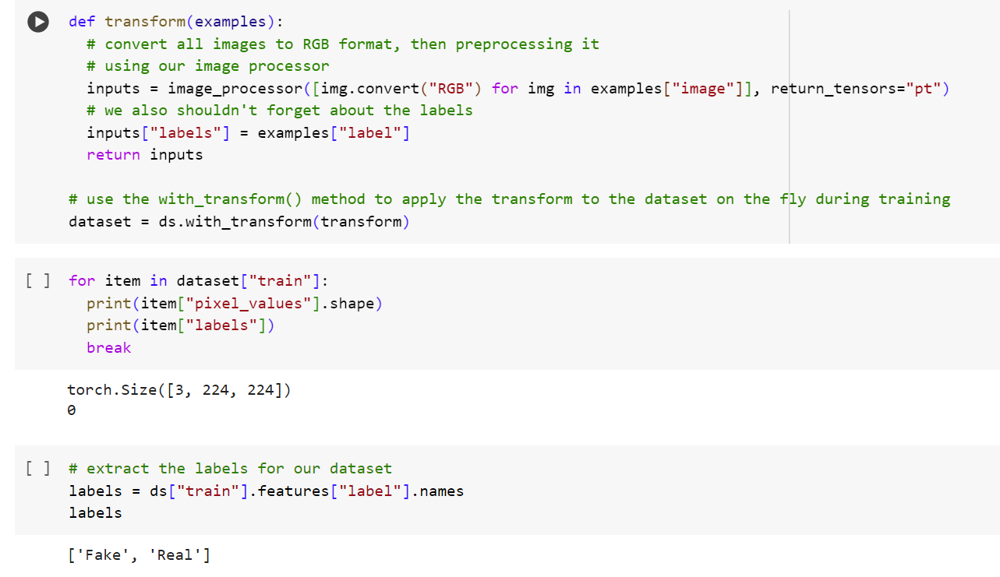 def transform(examples):
  # convert all images to RGB format, then preprocessing it
  # using our image processor
  inputs = image_processor([img.convert("RGB") for img in examples["image"]], return_tensors="pt")
  # we also shouldn't forget about the labels
  inputs["labels"] = examples["label"]
  return inputs
# use the with_transform() method to apply the transform to the dataset on the fly during training
dataset = ds.with_transform(transform)
[ ] for item in dataset["train"]:
  print(item["pixel_values"].shape)
  print(item["labels"])
  break
torch.Size([3, 224, 224])
0
[ ] # extract the labels for our dataset
labels = ds["train"].features["label"].names
labels
['Fake', 'Real']